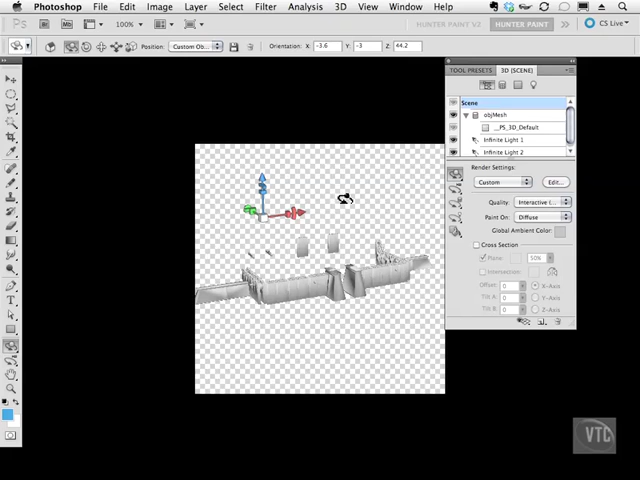 Photoshop File Edit Image Layer Select Filter Analysis 3D View Window Help
Ps Br Mb 100% HUNTER PAINT V2 HUNTER PAINT >> CS Live
Position: Custom Ob... Orientation: X: -3.6 Y: -3 Z: 44.2
TOOL PRESETS 3D {SCENE}
Scene
objMesh
__PS_3D_Default
Infinite Light 1
Infinite Light 2
Render Settings:
Custom Edit...
Quality: Interactive (...
Paint On: Diffuse
Global Ambient Color:
Cross Section
Plane: 50%
Intersection:
Offset: 0 X-Axis
Tilt A: 0 Y-Axis
Tilt B: 0 Z-Axis
T
VTC